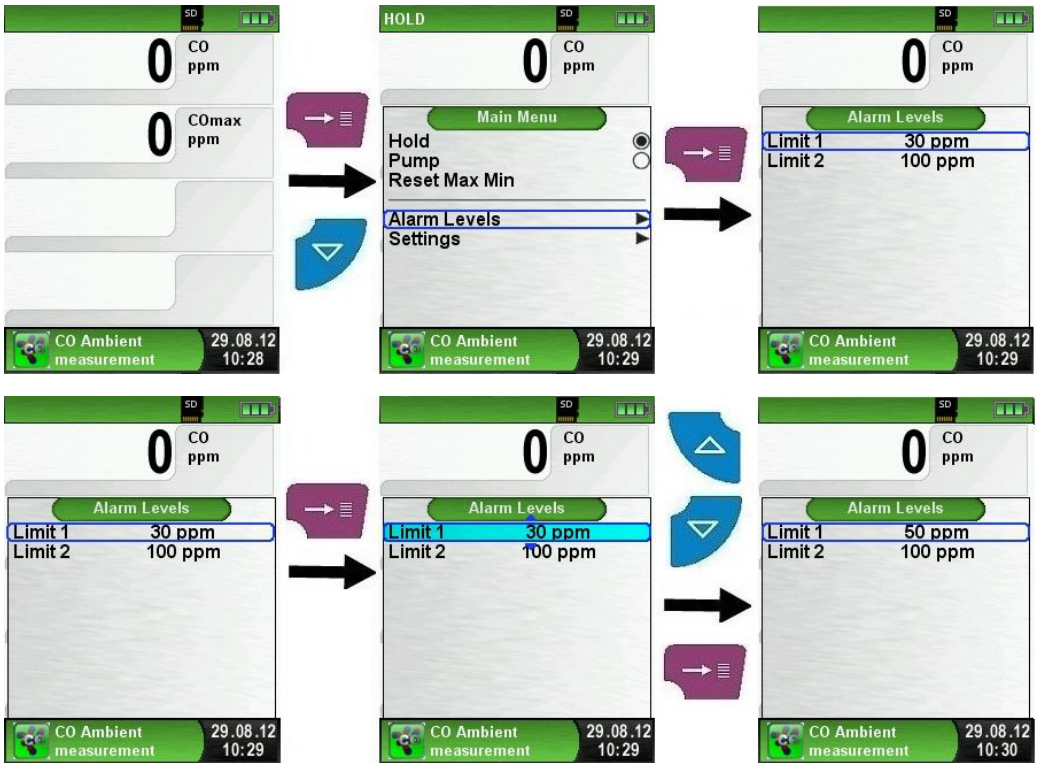 SD
0 CO
ppm
0 COmax
ppm
CO Ambient
measurement
29.08.12
10:28
HOLD
SD
0 CO
ppm
Main Menu
Hold
Pump
Reset Max Min
Alarm Levels
Settings
CO Ambient
measurement
29.08.12
10:29
SD
0 CO
ppm
Alarm Levels
Limit 1 30 ppm
Limit 2 100 ppm
CO Ambient
measurement
29.08.12
10:29
SD
0 CO
ppm
Alarm Levels
Limit 1 30 ppm
Limit 2 100 ppm
CO Ambient
measurement
29.08.12
10:29
SD
0 CO
ppm
Alarm Levels
Limit 1 30 ppm
Limit 2 100 ppm
CO Ambient
measurement
29.08.12
10:29
SD
0 CO
ppm
Alarm Levels
Limit 1 50 ppm
Limit 2 100 ppm
CO Ambient
measurement
29.08.12
10:30